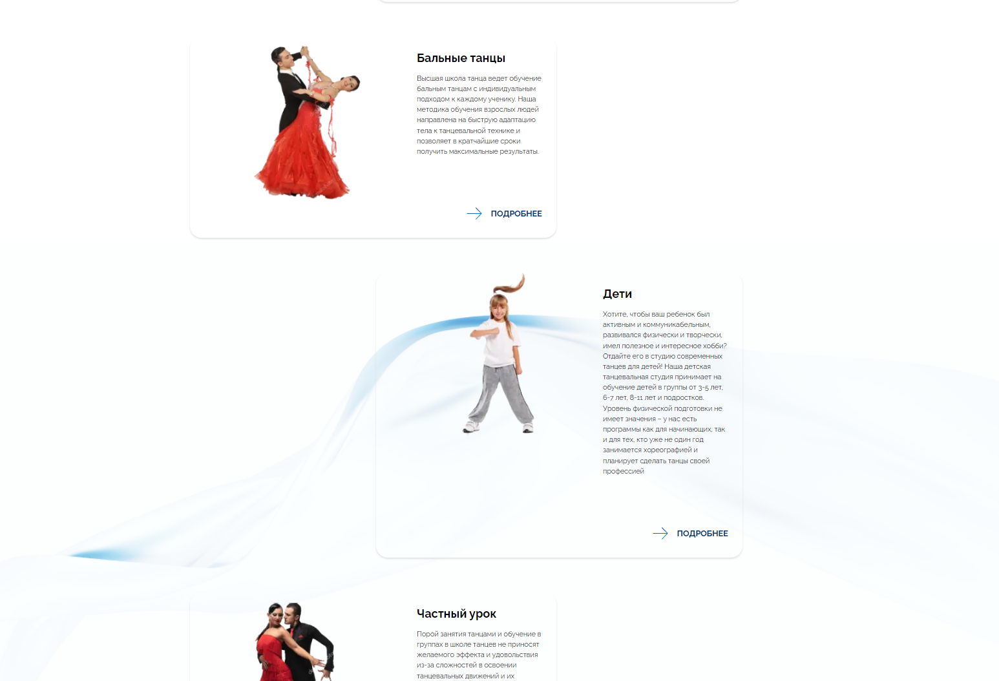 Бальные танцы
Высшая школа танца ведет обучение
бальным танцам с индивидуальным
подходом к каждому ученику. Наша
методика обучения взрослых людей
направлена на быструю адаптацию
тела к танцевальной технике и
позволяет в кратчайшие сроки
получить максимальные результаты.
ПОДРОБНЕЕ
Дети
Хотите, чтобы ваш ребенок был
активным и коммуникабельным,
развивался физически и творчески,
имел полезное и интересное хобби?
Отдайте его в студию современных
танцев для детей! Наша детская
танцевальная студия принимает на
обучение детей в группы от 3-5 лет,
6-7 лет, 8-11 лет и подростков.
Уровень физической подготовки не
имеет значения – у нас есть
программы как для начинающих, так
и для тех, кто уже не один год
занимается хореографией и
планирует сделать танцы своей
профессией
ПОДРОБНЕЕ
Частный урок
Порой занятия танцами и обучение в
группах в школе танцев не приносят
желаемого эффекта и удовольствия
из-за сложностей в освоении
танцевальных движений и их